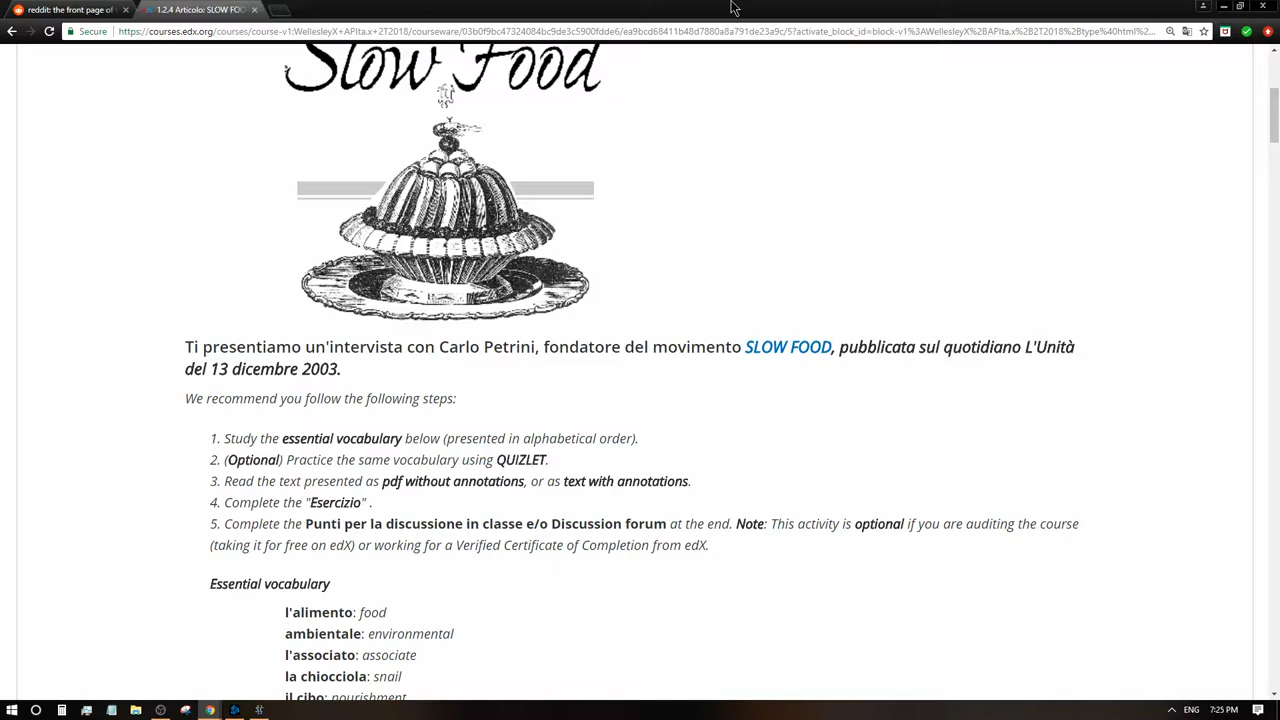 reddit: the front page of
1.2.4 Articolo: SLOW FOO
Secure
https://courses.edx.org/courses/course-v1:WellesleyX+APIta.x+2T2018/courseware/03b0f9bc47324084bc9de3c5900fdde6/ea9bcd68411b48d7880a8a791de23a9c/5?activate_block_id=block-v1%3AWellesleyX%2BAPIta.x%2B2T2018%2Btype%40html%2...
Slow Food
Ti presentiamo un'intervista con Carlo Petrini, fondatore del movimento SLOW FOOD, pubblicata sul quotidiano L'Unità
del 13 dicembre 2003.
We recommend you follow the following steps:
1. Study the essential vocabulary below (presented in alphabetical order).
2. (Optional) Practice the same vocabulary using QUIZLET.
3. Read the text presented as pdf without annotations, or as text with annotations.
4. Complete the "Esercizio" .
5. Complete the Punti per la discussione in classe e/o Discussion forum at the end. Note: This activity is optional if you are auditing the course
(taking it for free on edX) or working for a Verified Certificate of Completion from edX.
Essential vocabulary
l'alimento: food
ambientale: environmental
l'associato: associate
la chiocciola: snail
il cibo: nourishment
ENG
7:25 PM